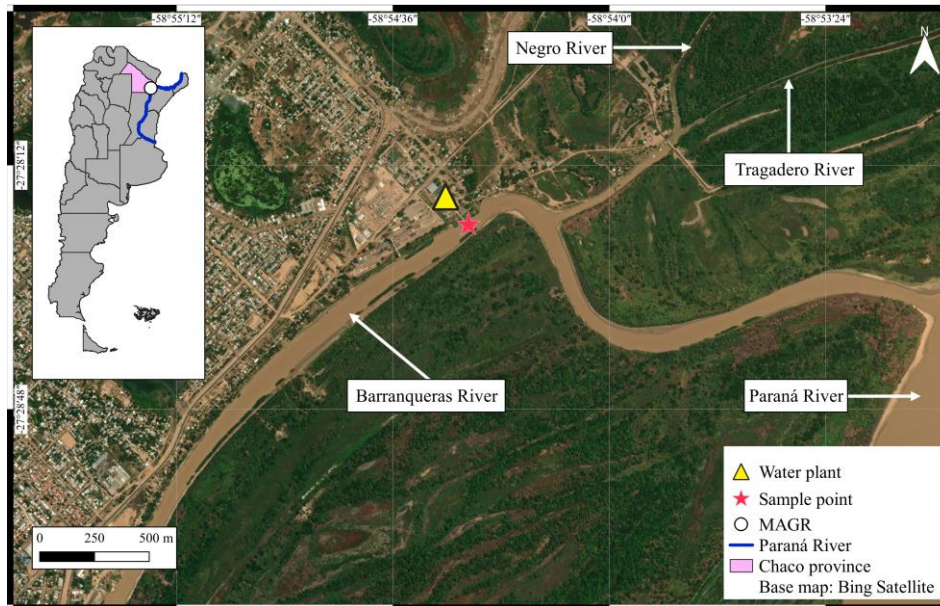 -58°55'12"
-58°54'36"
-58°54'0"
-58°53'24"
N
Negro River
Tragadero River
-27°28'12"
Barranqueras River
Paraná River
-27°28'48"
Water plant
Sample point
MAGR
Paraná River
Chaco province
Base map: Bing Satellite
0 250 500 m